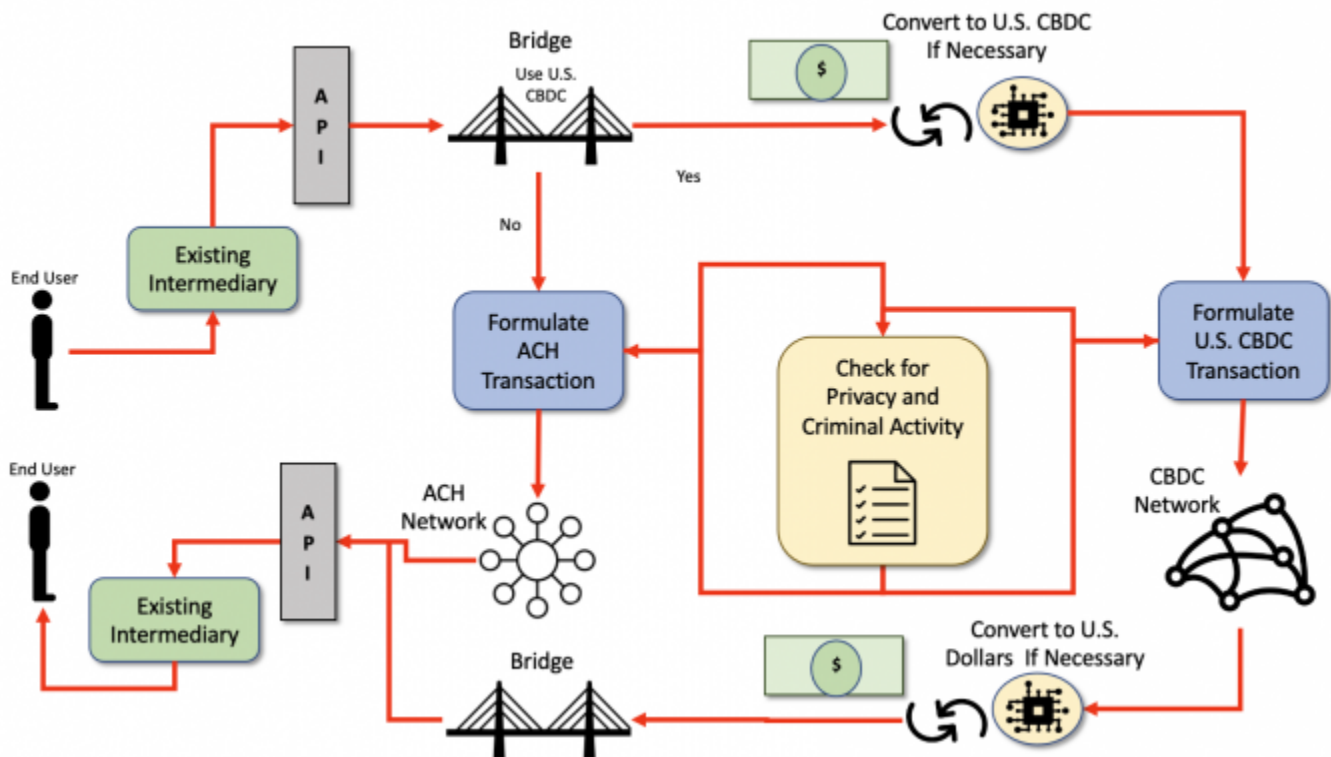 Convert to U.S. CBDC
If Necessary
Bridge
Use U.S.
CBDC
$
A
P
I
Yes
No
Existing
Intermediary
End User
Formulate
ACH
Transaction
Check for
Privacy and
Criminal Activity
Formulate
U.S. CBDC
Transaction
End User
A
P
I
ACH
Network
CBDC
Network
Existing
Intermediary
Bridge
$
Convert to U.S.
Dollars If Necessary